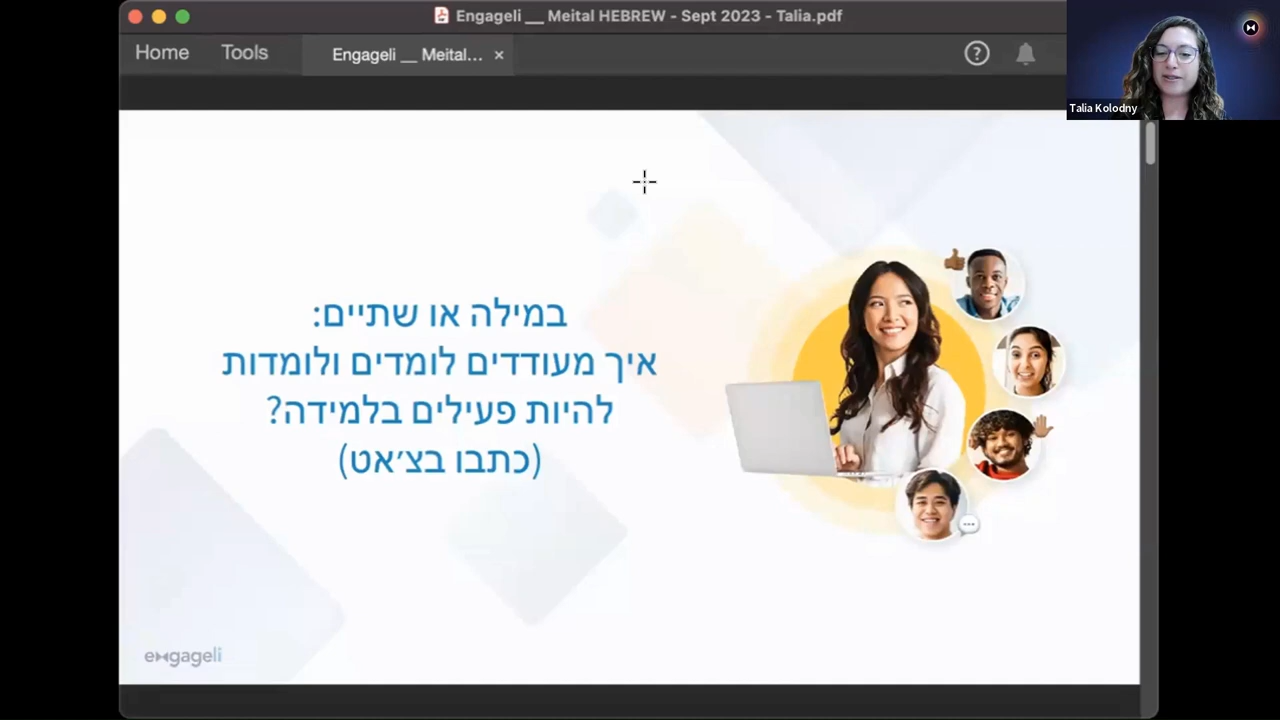 Engageli __ Meital HEBREW - Sept 2023 - Talia.pdf
Home
Tools
Engageli __ Meital...
Talia Kolodny
במילה או שתיים:
איך מעודדים לומדים ולומדות
להיות פעילים בלמידה?
(כתבו בצ׳אט)
engageli